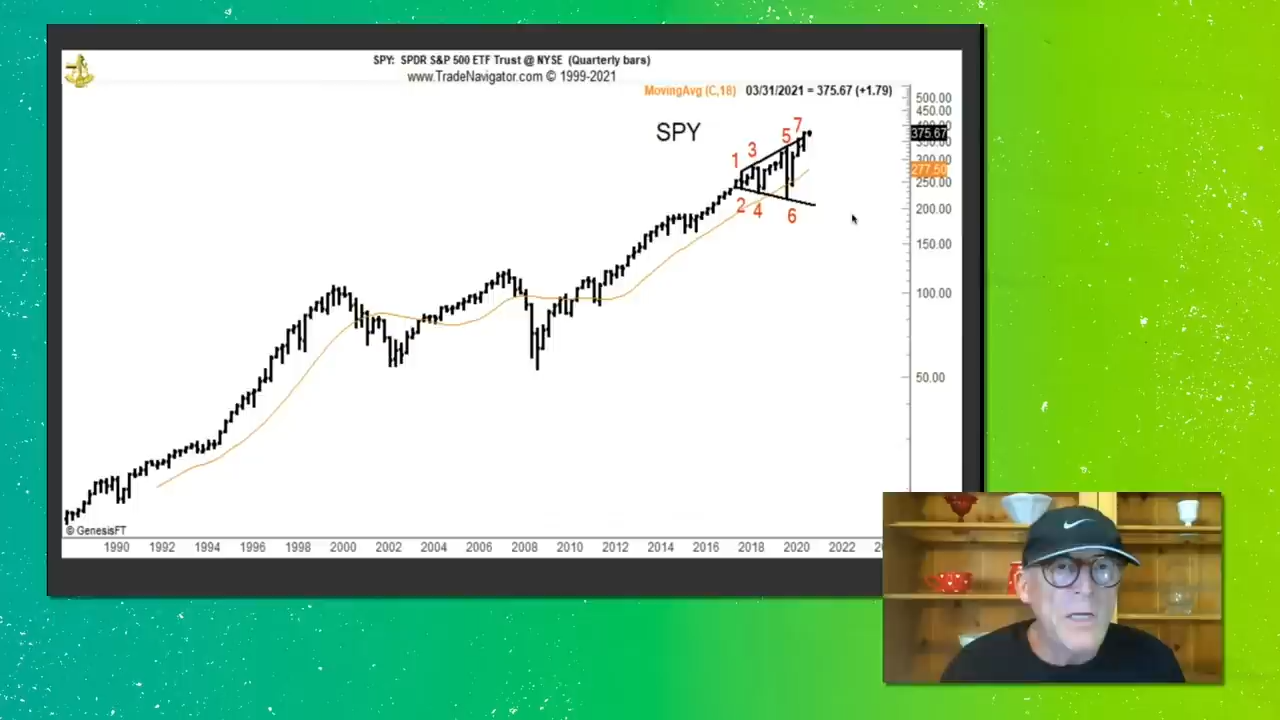 SPY: SPDR S&P 500 ETF Trust @ NYSE (Quarterly bars)
www.TradeNavigator.com © 1999-2021
MovingAvg (C,18) 03/31/2021 = 375.67 (+1.79)
SPY
1
3
5
7
2
4
6
500.00
450.00
375.67
300.00
277.50
250.00
200.00
150.00
100.00
50.00
© GenesisFT
1990 1992 1994 1996 1998 2000 2002 2004 2006 2008 2010 2012 2014 2016 2018 2020 2022